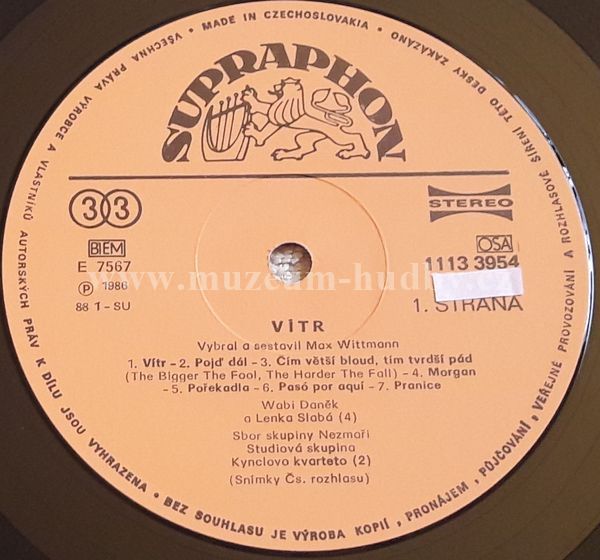 VŠECHNA PRÁVA VÝROBCE A VLASTNÍKŮ AUTORSKÝCH PRÁV K DÍLU JSOU VYHRAZENA • BEZ SOUHLASU JE VÝROBA KOPIÍ, PRONÁJEM, PŮJČOVÁNÍ, VEŘEJNÉ PROVOZOVÁNÍ A ROZHLASOVÉ ŠÍŘENÍ TÉTO DESKY ZAKÁZÁNO • MADE IN CZECHOSLOVAKIA •
SUPRAPHON
33
STEREO
BIEM
OSA
E 7567
1113 3954
℗ 1986
www.muzeum-hudby.cz
88 1-SU
1. STRANA
VÍTR
Vybral a sestavil Max Wittmann
1. Vítr – 2. Pojď dál – 3. Čím větší bloud, tím tvrdší pád
(The Bigger The Fool, The Harder The Fall) – 4. Morgan
– 5. Pořekadla – 6. Pasó por aquí – 7. Pranice
Wabi Daněk
a Lenka Slabá (4)
Sbor skupiny Nezmaři
Studiová skupina
Kynclovo kvarteto (2)
(Snímky Čs. rozhlasu)